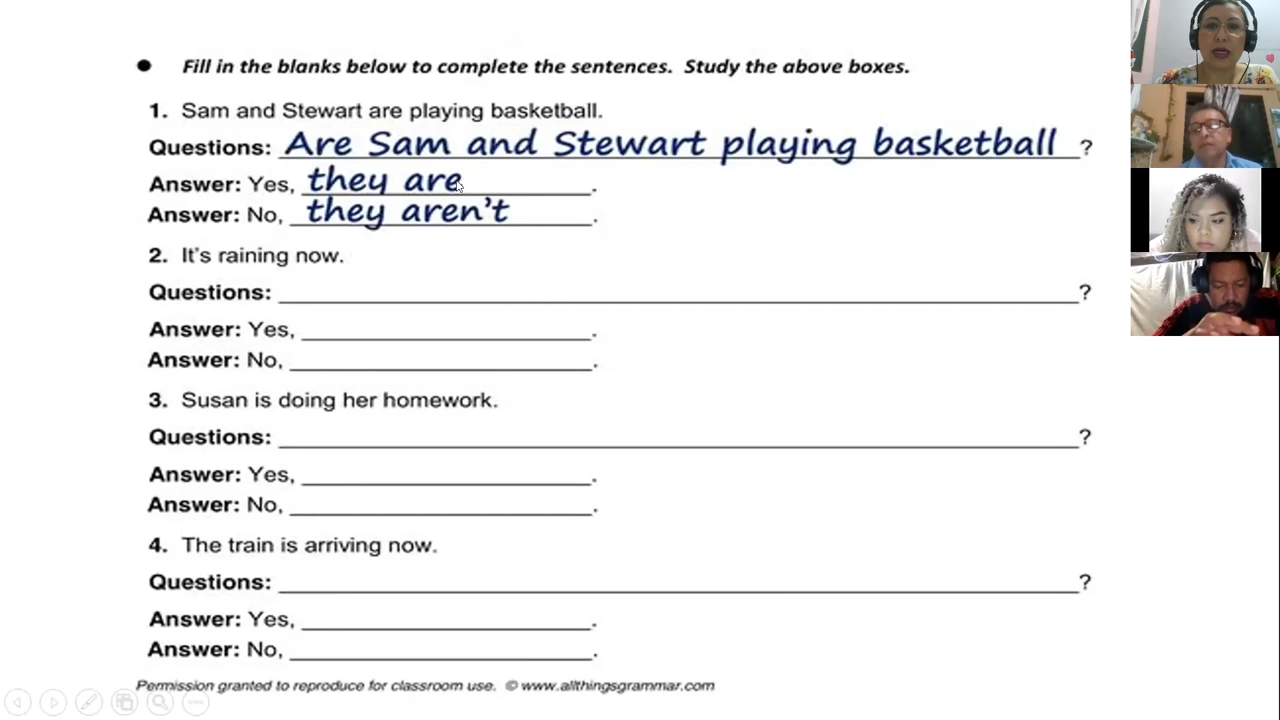 ● Fill in the blanks below to complete the sentences. Study the above boxes.
1. Sam and Stewart are playing basketball.
Questions: Are Sam and Stewart playing basketball ?
Answer: Yes, they are .
Answer: No, they aren't .
2. It's raining now.
Questions: ?
Answer: Yes, .
Answer: No, .
3. Susan is doing her homework.
Questions: ?
Answer: Yes, .
Answer: No, .
4. The train is arriving now.
Questions: ?
Answer: Yes, .
Answer: No, .
Permission granted to reproduce for classroom use. © www.allthingsgrammar.com